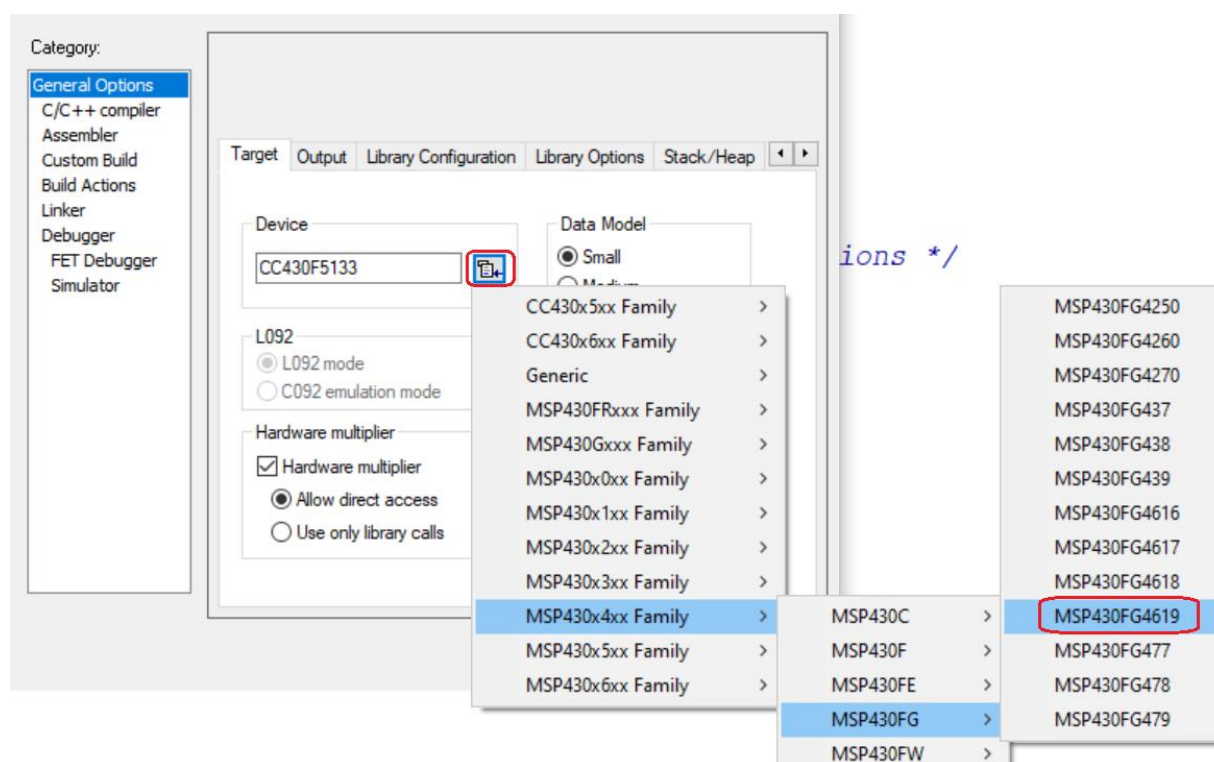 Category:
General Options
C/C++ compiler
Assembler
Custom Build
Build Actions
Linker
Debugger
FET Debugger
Simulator
Target Output Library Configuration Library Options Stack/Heap
Device
CC430F5133
Data Model
Small
Medium
L092
L092 mode
C092 emulation mode
Hardware multiplier
Hardware multiplier
Allow direct access
Use only library calls
ions */
CC430x5xx Family
CC430x6xx Family
Generic
MSP430FRxxx Family
MSP430Gxxx Family
MSP430x0xx Family
MSP430x1xx Family
MSP430x2xx Family
MSP430x3xx Family
MSP430x4xx Family
MSP430x5xx Family
MSP430x6xx Family
MSP430C
MSP430F
MSP430FE
MSP430FG
MSP430FW
MSP430FG4250
MSP430FG4260
MSP430FG4270
MSP430FG437
MSP430FG438
MSP430FG439
MSP430FG4616
MSP430FG4617
MSP430FG4618
MSP430FG4619
MSP430FG477
MSP430FG478
MSP430FG479